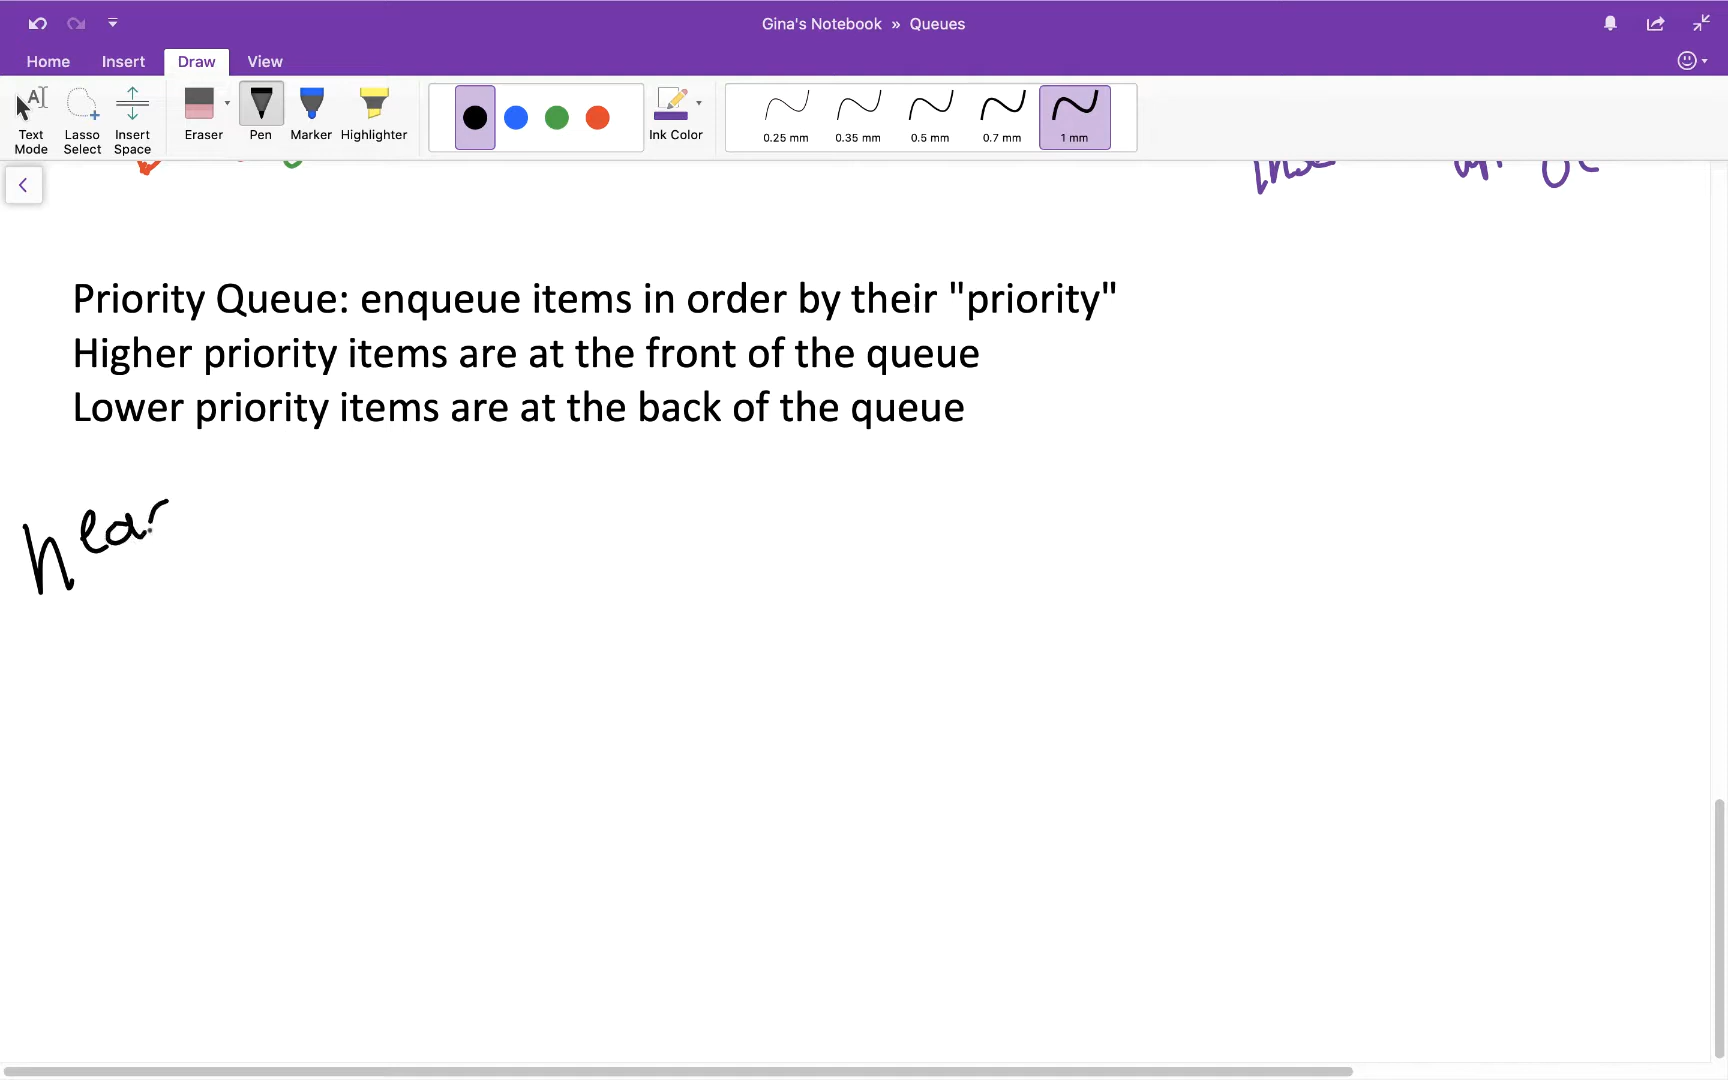 Gina's Notebook » Queues
Home Insert Draw View
Text Mode Lasso Select Insert Space Eraser Pen Marker Highlighter Ink Color 0.25 mm 0.35 mm 0.5 mm 0.7 mm 1 mm
Priority Queue: enqueue items in order by their "priority"
Higher priority items are at the front of the queue
Lower priority items are at the back of the queue
hear